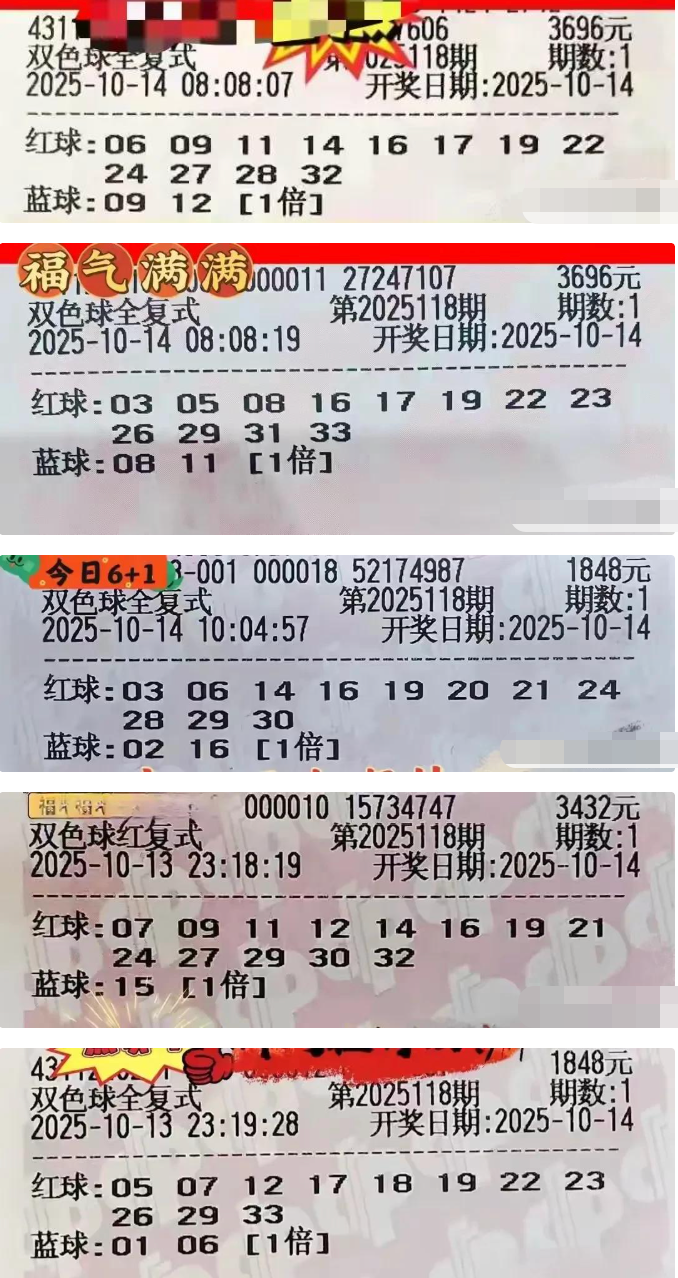 4311 7606 3696元
双色球全复式 第2025118期 期数:1
2025-10-14 08:08:07 开奖日期:2025-10-14
红球:06 09 11 14 16 17 19 22
24 27 28 32
蓝球:09 12 [1倍]
福气满满
000011 27247107 3696元
双色球全复式 第2025118期 期数:1
2025-10-14 08:08:19 开奖日期:2025-10-14
红球:03 05 08 16 17 19 22 23
26 29 31 33
蓝球:08 11 [1倍]
今日6+1
3-001 000018 52174987 1848元
双色球全复式 第2025118期 期数:1
2025-10-14 10:04:57 开奖日期:2025-10-14
红球:03 06 14 16 19 20 21 24
28 29 30
蓝球:02 16 [1倍]
000010 15734747 3432元
双色球红复式 第2025118期 期数:1
2025-10-13 23:18:19 开奖日期:2025-10-14
红球:07 09 11 12 14 16 19 21
24 27 29 30 32
蓝球:15 [1倍]
1848元
双色球全复式 第2025118期 期数:1
2025-10-13 23:19:28 开奖日期:2025-10-14
红球:05 07 12 17 18 19 22 23
26 29 33
蓝球:01 06 [1倍]